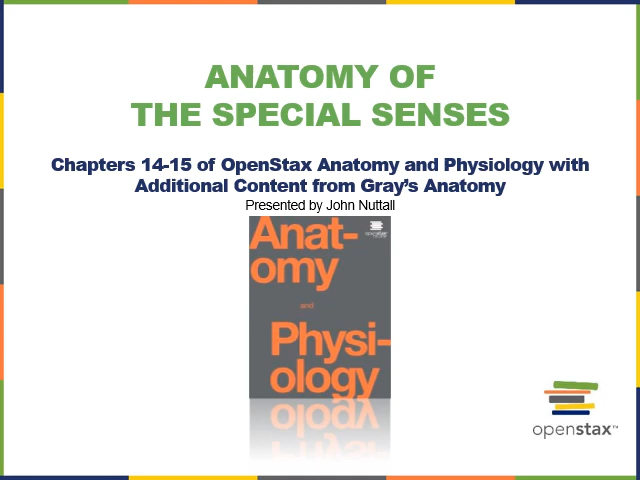 ANATOMY OF
THE SPECIAL SENSES
Chapters 14-15 of OpenStax Anatomy and Physiology with
Additional Content from Gray's Anatomy
Presented by John Nuttall
Anat-
omy
and
Physi-
ology
openstax™